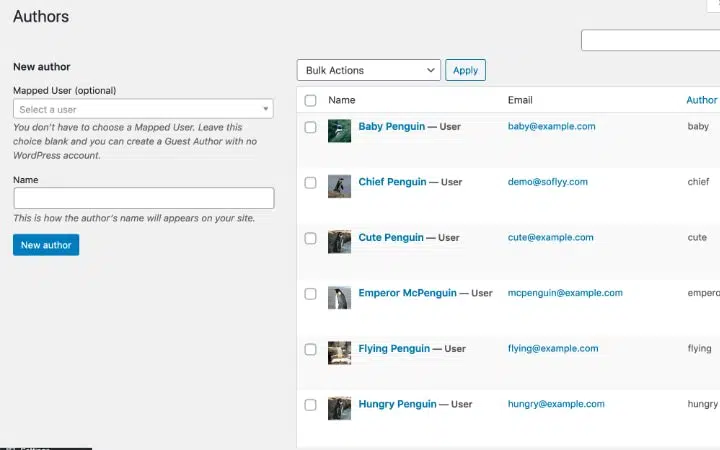 Authors
New author
Mapped User (optional)
Select a user
You don't have to choose a Mapped User. Leave this
choice blank and you can create a Guest Author with no
WordPress account.
Name
This is how the author's name will appears on your site.
New author
Bulk Actions
Apply
Name Email Author
Baby Penguin — User baby@example.com baby
Chief Penguin — User demo@soflyy.com chief
Cute Penguin — User cute@example.com cute
Emperor McPenguin — User mcpenguin@example.com empero
Flying Penguin — User flying@example.com flying
Hungry Penguin — User hungry@example.com hungry